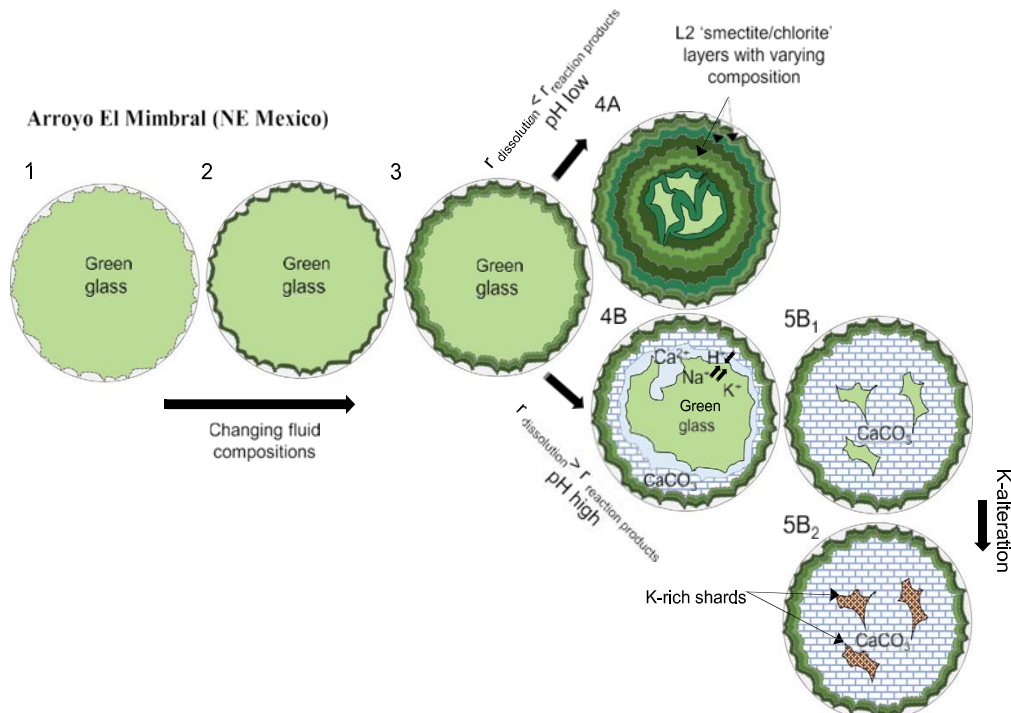 Arroyo El Mimbral (NE Mexico)
1
Green
glass
2
Green
glass
3
Green
glass
Changing fluid
compositions
r dissolution < r reaction products
pH low
4A
L2 'smectite/chlorite'
layers with varying
composition
r dissolution > r reaction products
pH high
4B
Ca2+
H+
Na+
K+
Green
glass
CaCO3
5B1
CaCO3
K-alteration
5B2
K-rich shards
CaCO3